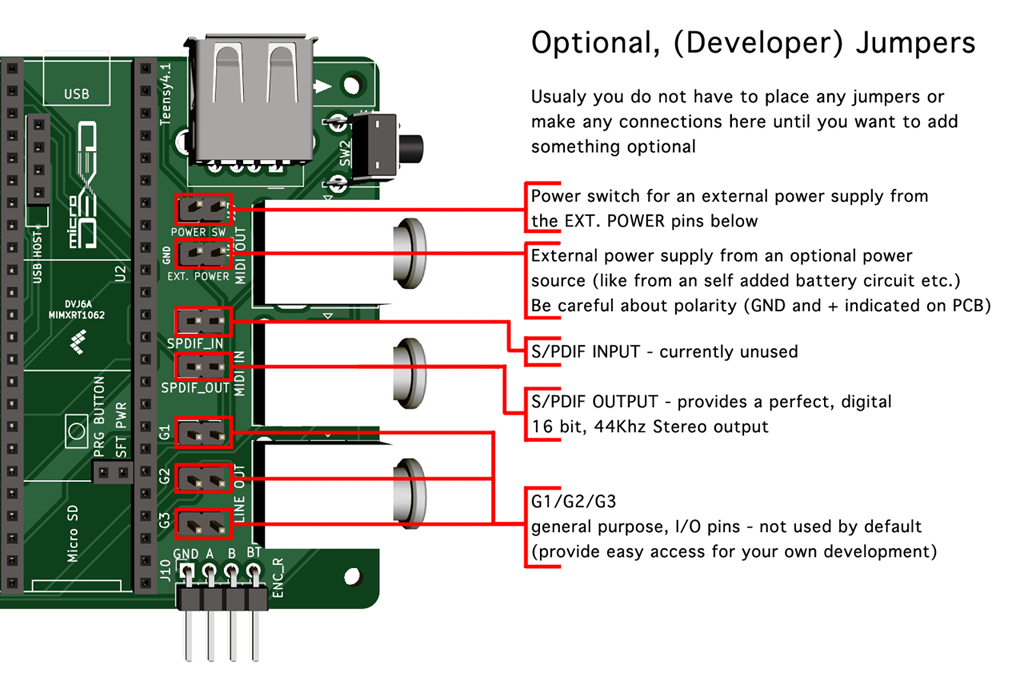 Optional, (Developer) Jumpers
Usualy you do not have to place any jumpers or
make any connections here until you want to add
something optional
Power switch for an external power supply from
the EXT. POWER pins below
External power supply from an optional power
source (like from an self added battery circuit etc.)
Be careful about polarity (GND and + indicated on PCB)
S/PDIF INPUT - currently unused
S/PDIF OUTPUT - provides a perfect, digital
16 bit, 44Khz Stereo output
G1/G2/G3
general purpose, I/O pins - not used by default
(provide easy access for your own development)
USB
Teensy4.1
SW2
micro
DEXED
POWER SW
GND
EXT. POWER
MIDI OUT
USB HOST
U2
DVJ6A
MIMXRT1062
SPDIF_IN
SPDIF_OUT
MIDI IN
PRG BUTTON
SFT PWR
G1
G2
G3
LINE OUT
Micro SD
J10
GND A B BT
ENC_R